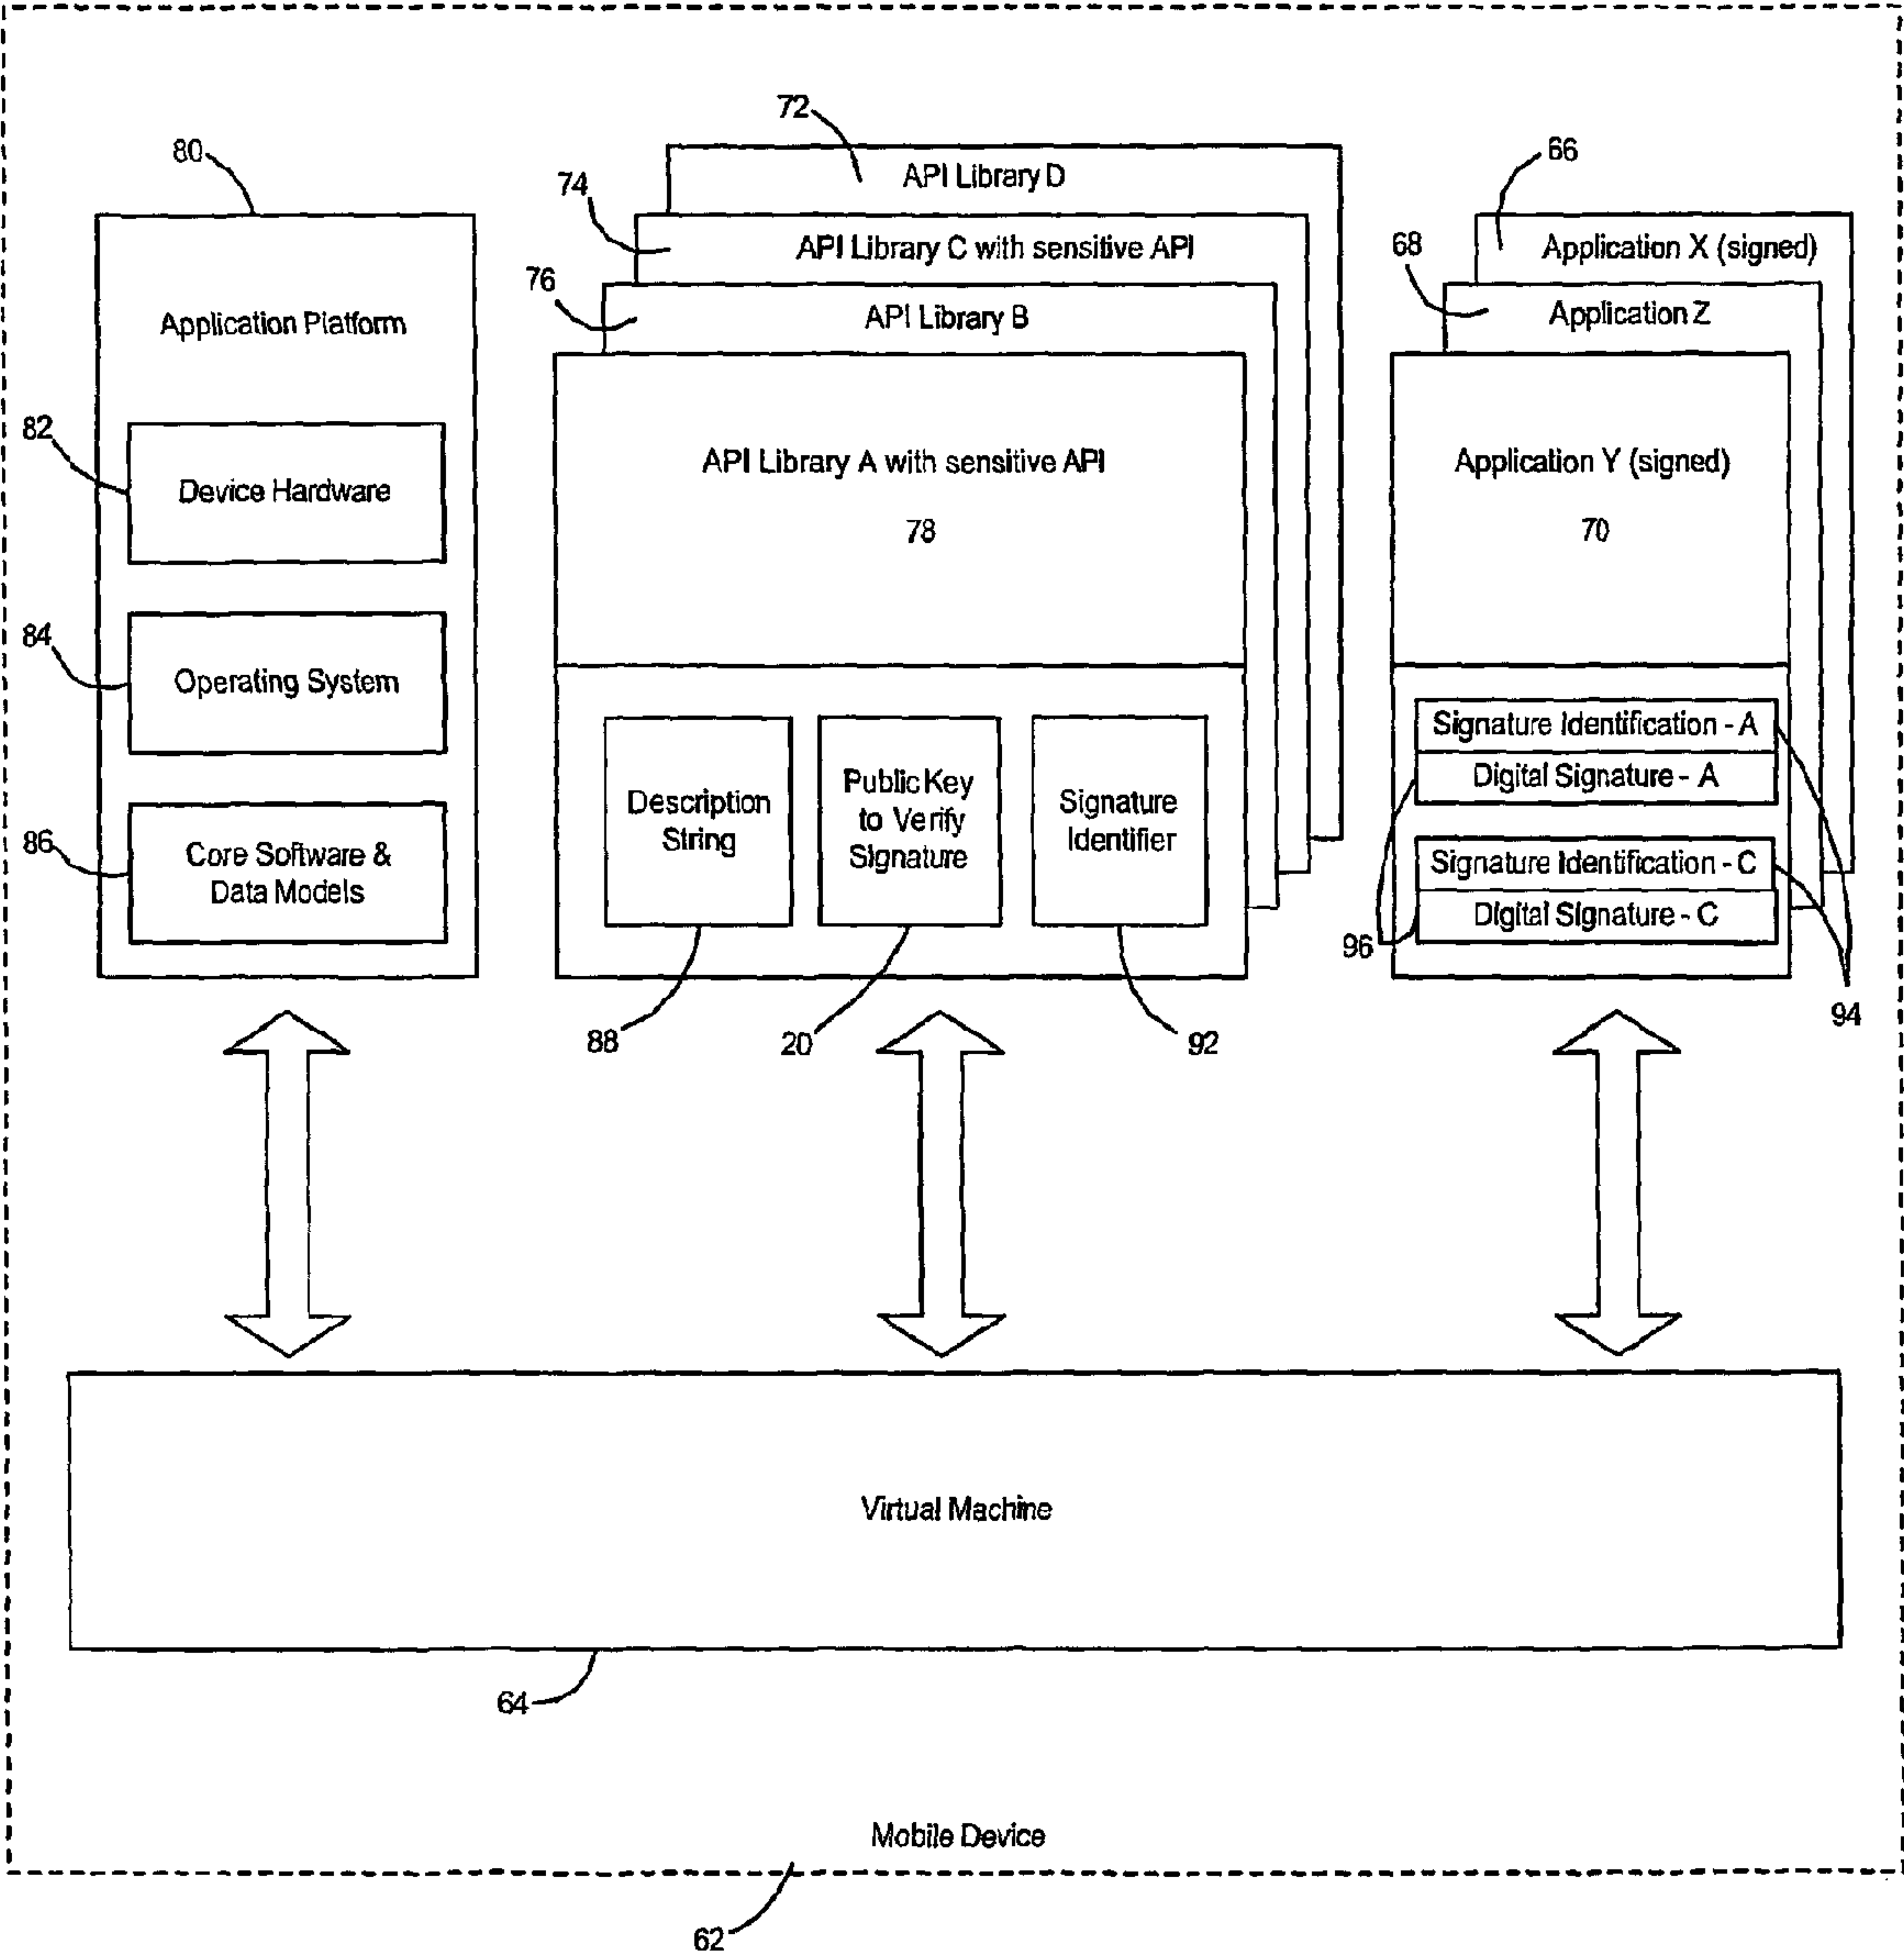 72
80
API Library D
66
74
API Library C with sensitive API
68
Application X (signed)
76
API Library B
Application Z
Application Platform
82
Device Hardware
API Library A with sensitive API
78
Application Y (signed)
70
84
Operating System
Signature Identification - A
Digital Signature - A
Description
String
Public Key
to Verify
Signature
Signature
Identifier
86
Core Software &
Data Models
Signature Identification - C
Digital Signature - C
96
94
88
20
92
Virtual Machine
64
Mobile Device
62